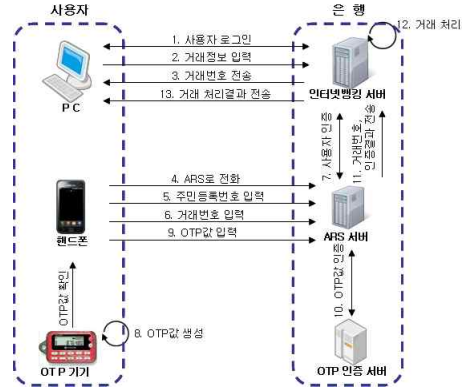 사용자
은 행
12. 거래 처리
1. 사용자 로그인
2. 거래정보 입력
3. 거래번호 전송
13. 거래 처리결과 전송
PC
인터넷뱅킹 서버
7. 사용자 인증
11. 거래번호,
인증결과 전송
4. ARS로 전화
5. 주민등록번호 입력
6. 거래번호 입력
9. OTP값 입력
핸드폰
ARS 서버
OTP값 확인
10. OTP값 인증
8. OTP값 생성
OTP 기기
OTP 인증 서버